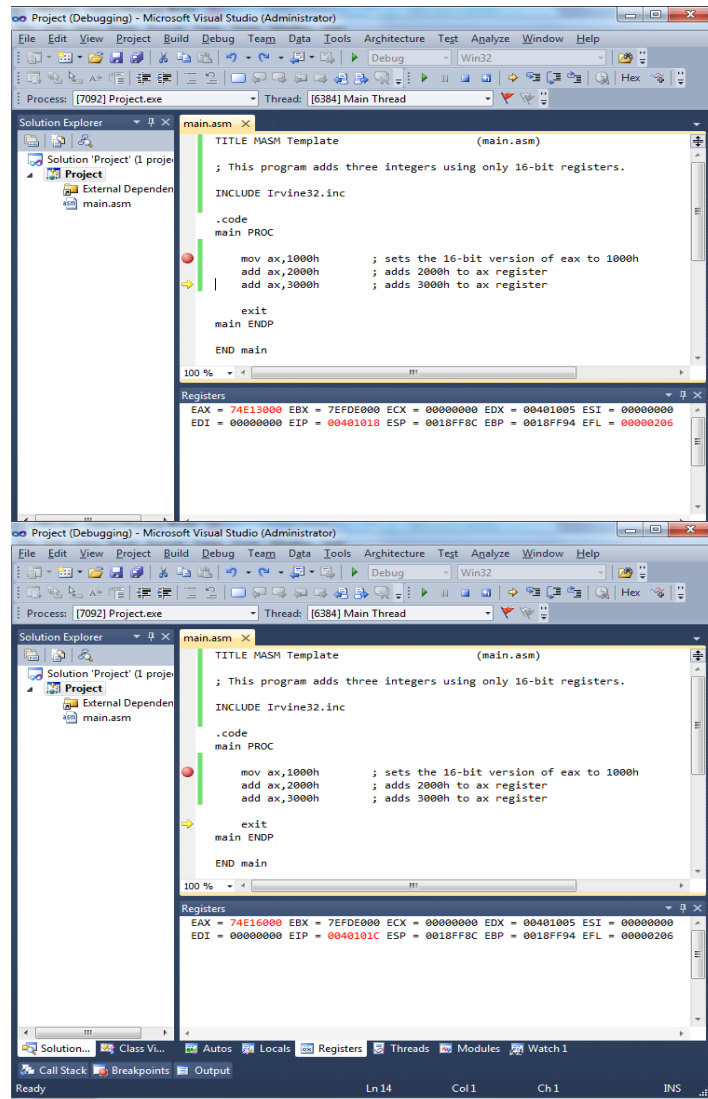 Project (Debugging) - Microsoft Visual Studio (Administrator)
File Edit View Project Build Debug Team Data Tools Architecture Test Analyze Window Help
Debug Win32
Hex
Process: [7092] Project.exe Thread: [6384] Main Thread
Solution Explorer
main.asm
Solution 'Project' (1 proje
Project
External Dependen
main.asm
TITLE MASM Template (main.asm)
; This program adds three integers using only 16-bit registers.
INCLUDE Irvine32.inc
.code
main PROC
mov ax,1000h ; sets the 16-bit version of eax to 1000h
add ax,2000h ; adds 2000h to ax register
add ax,3000h ; adds 3000h to ax register
exit
main ENDP
END main
100 %
Registers
EAX = 74E13000 EBX = 7EFDE000 ECX = 00000000 EDX = 00401005 ESI = 00000000
EDI = 00000000 EIP = 00401018 ESP = 0018FF8C EBP = 0018FF94 EFL = 00000206
Project (Debugging) - Microsoft Visual Studio (Administrator)
File Edit View Project Build Debug Team Data Tools Architecture Test Analyze Window Help
Debug Win32
Hex
Process: [7092] Project.exe Thread: [6384] Main Thread
Solution Explorer
main.asm
Solution 'Project' (1 proje
Project
External Dependen
main.asm
TITLE MASM Template (main.asm)
; This program adds three integers using only 16-bit registers.
INCLUDE Irvine32.inc
.code
main PROC
mov ax,1000h ; sets the 16-bit version of eax to 1000h
add ax,2000h ; adds 2000h to ax register
add ax,3000h ; adds 3000h to ax register
exit
main ENDP
END main
100 %
Registers
EAX = 74E16000 EBX = 7EFDE000 ECX = 00000000 EDX = 00401005 ESI = 00000000
EDI = 00000000 EIP = 0040101C ESP = 0018FF8C EBP = 0018FF94 EFL = 00000206
Solution... Class Vi... Autos Locals Registers Threads Modules Watch 1
Call Stack Breakpoints Output
Ready Ln 14 Col 1 Ch 1 INS